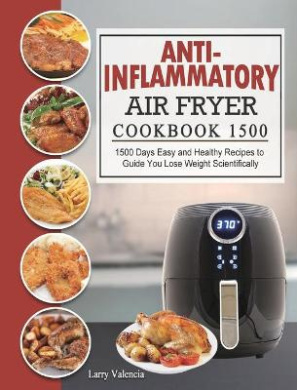 ANTI-
INFLAMMATORY
AIR FRYER
COOKBOOK 1500
1500 Days Easy and Healthy Recipes to
Guide You Lose Weight Scientifically
370°
Larry Valencia